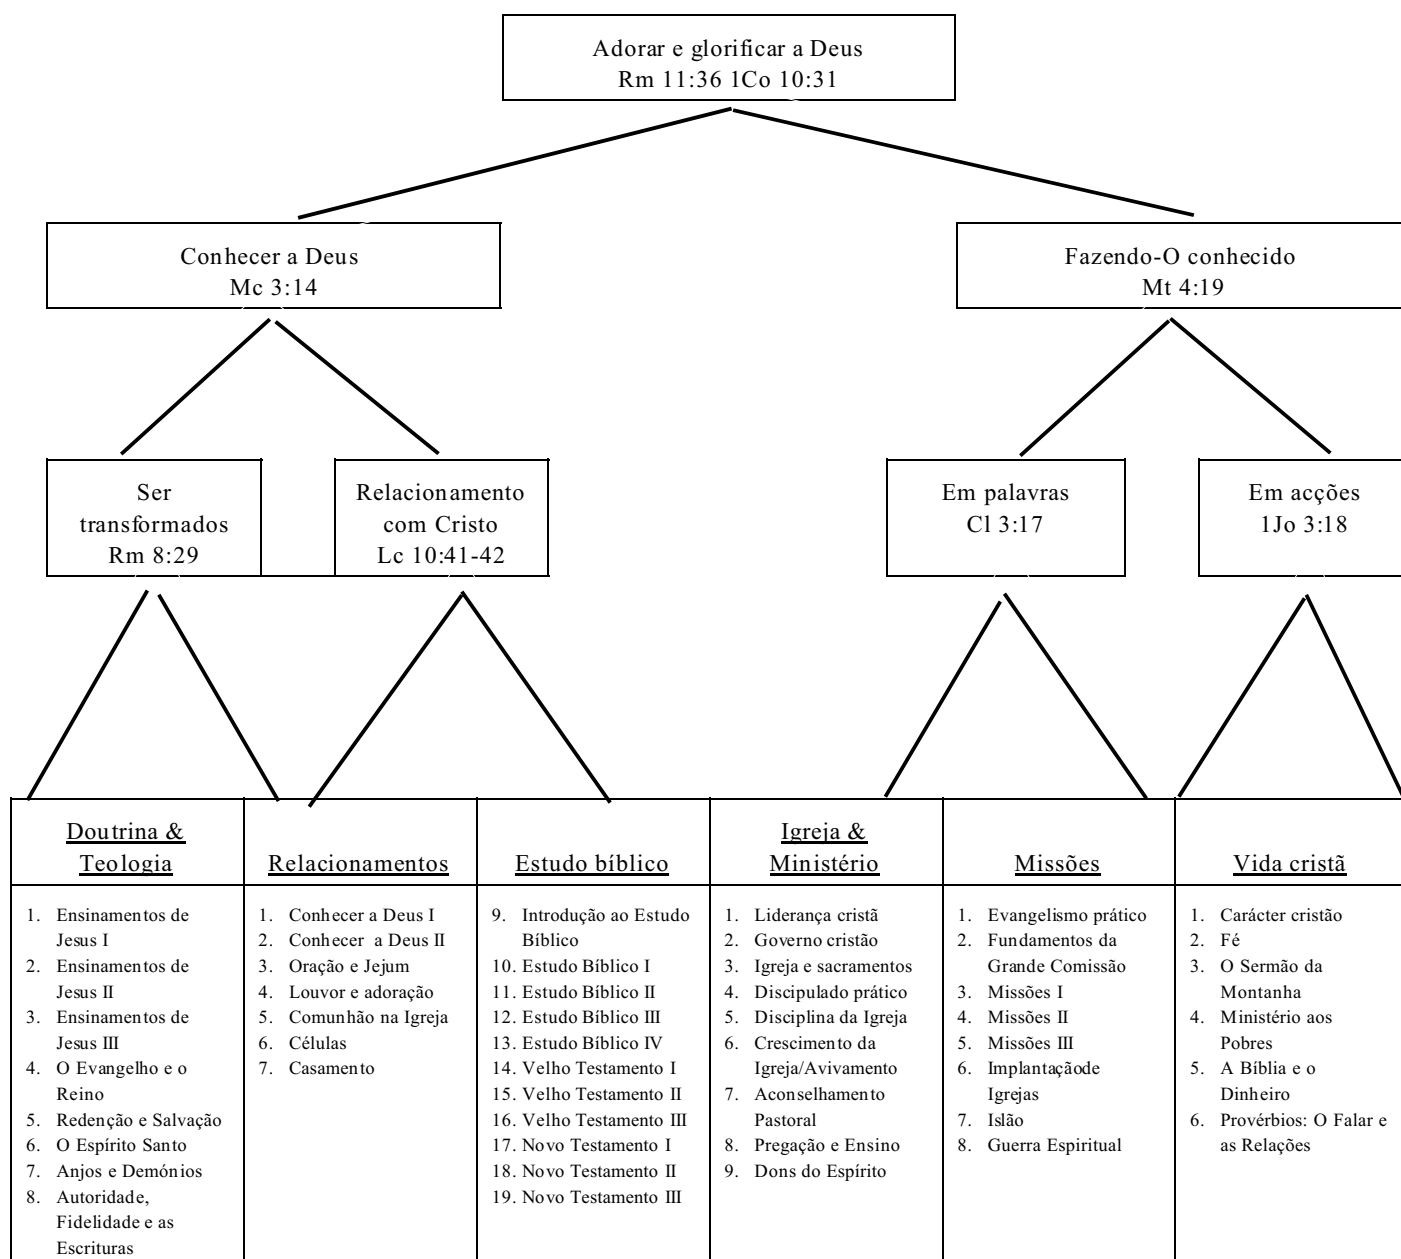 Adorar e glorificar a Deus
Rm 11:36 1Co 10:31
Conhecer a Deus
Mc 3:14
Fazendo-O conhecido
Mt 4:19
Ser
transformados
Rm 8:29
Relacionamento
com Cristo
Lc 10:41-42
Em palavras
Cl 3:17
Em acções
1Jo 3:18
Doutrina &
Teologia
1. Ensinamentos de
Jesus I
2. Ensinamentos de
Jesus II
3. Ensinamentos de
Jesus III
4. O Evangelho e o
Reino
5. Redenção e Salvação
6. O Espírito Santo
7. Anjos e Demónios
8. Autoridade,
Fidelidade e as
Escrituras
Relacionamentos
1. Conhecer a Deus I
2. Conhecer a Deus II
3. Oração e Jejum
4. Louvor e adoração
5. Comunhão na Igreja
6. Células
7. Casamento
Estudo bíblico
9. Introdução ao Estudo
Bíblico
10. Estudo Bíblico I
11. Estudo Bíblico II
12. Estudo Bíblico III
13. Estudo Bíblico IV
14. Velho Testamento I
15. Velho Testamento II
16. Velho Testamento III
17. Novo Testamento I
18. Novo Testamento II
19. Novo Testamento III
Igreja &
Ministério
1. Liderança cristã
2. Governo cristão
3. Igreja e sacramentos
4. Discipulado prático
5. Disciplina da Igreja
6. Crescimento da
Igreja/Avivamento
7. Aconselhamento
Pastoral
8. Pregação e Ensino
9. Dons do Espírito
Missões
1. Evangelismo prático
2. Fundamentos da
Grande Comissão
3. Missões I
4. Missões II
5. Missões III
6. Implantaçãode
Igrejas
7. Islão
8. Guerra Espiritual
Vida cristã
1. Carácter cristão
2. Fé
3. O Sermão da
Montanha
4. Ministério aos
Pobres
5. A Bíblia e o
Dinheiro
6. Provérbios: O Falar e
as Relações